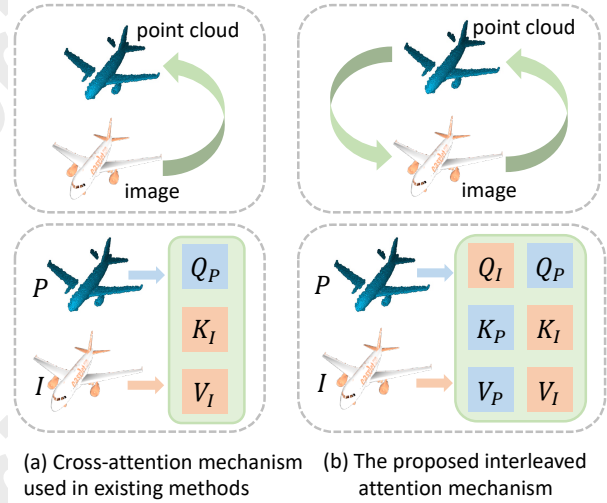 point cloud
image
point cloud
image
P
Q_P
K_I
I
V_I
P
Q_I Q_P
K_P K_I
I
V_P V_I
(a) Cross-attention mechanism
used in existing methods
(b) The proposed interleaved
attention mechanism